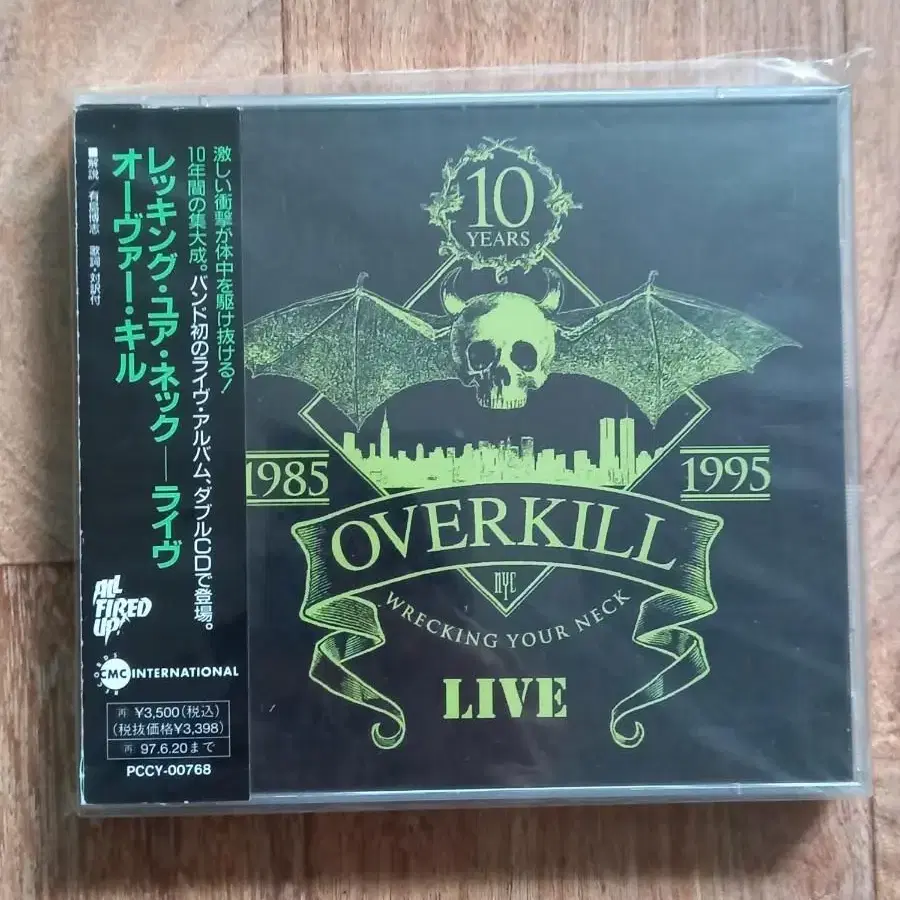 激しい衝撃が体中を駆け抜ける！
10年間の集大成。バンド初のライヴ・アルバム、ダブルCDで登場。
レッキング・ユア・ネック──ライヴ
オーヴァー・キル
■解説／有島博志 歌詞・対訳付
ALL
FIRED
UP!
CMC INTERNATIONAL
再 ¥3,500(税込)
(税抜価格¥3,398)
再 97.6.20まで
PCCY-00768
10
YEARS
1985
1995
OVERKILL
NYC
WRECKING YOUR NECK
LIVE